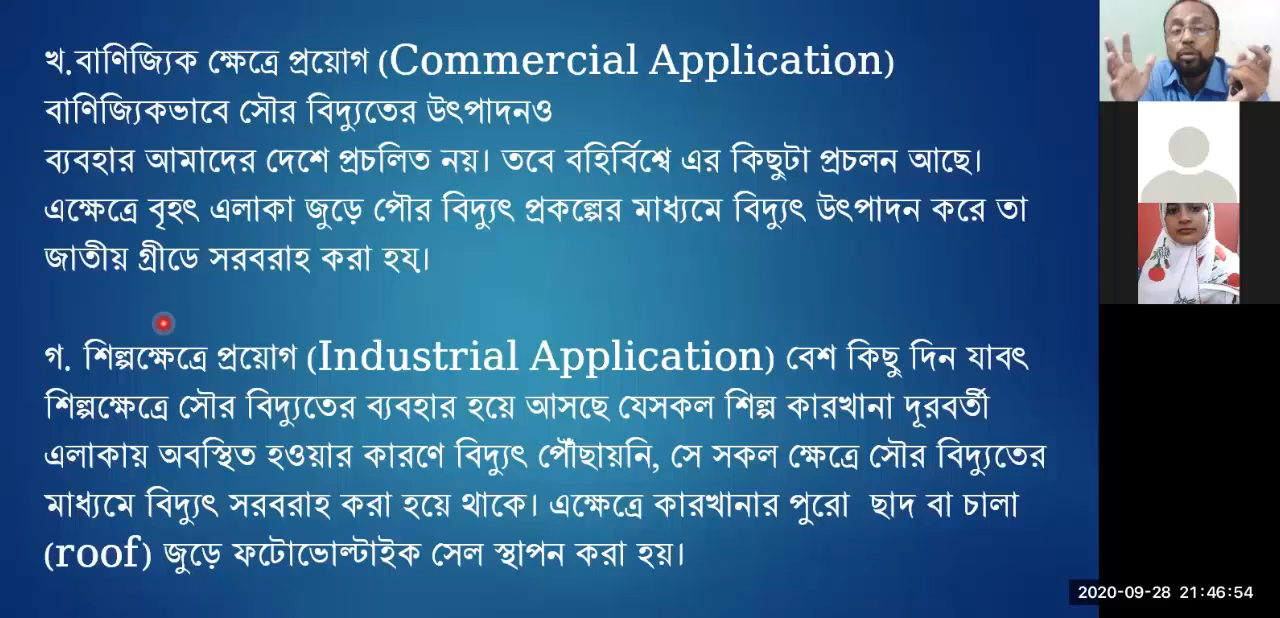 খ.বাণিজ্যিক ক্ষেত্রে প্রয়োগ (Commercial Application)
বাণিজ্যিকভাবে সৌর বিদ্যুতের উৎপাদনও
ব্যবহার আমাদের দেশে প্রচলিত নয়। তবে বহির্বিশ্বে এর কিছুটা প্রচলন আছে।
এক্ষেত্রে বৃহৎ এলাকা জুড়ে পৌর বিদ্যুৎ প্রকল্পের মাধ্যমে বিদ্যুৎ উৎপাদন করে তা
জাতীয় গ্রীডে সরবরাহ করা হয়।
গ. শিল্পক্ষেত্রে প্রয়োগ (Industrial Application) বেশ কিছু দিন যাবৎ
শিল্পক্ষেত্রে সৌর বিদ্যুতের ব্যবহার হয়ে আসছে যেসকল শিল্প কারখানা দূরবর্তী
এলাকায় অবস্থিত হওয়ার কারণে বিদ্যুৎ পৌঁছায়নি, সে সকল ক্ষেত্রে সৌর বিদ্যুতের
মাধ্যমে বিদ্যুৎ সরবরাহ করা হয়ে থাকে। এক্ষেত্রে কারখানার পুরো ছাদ বা চালা
(roof) জুড়ে ফটোভোল্টাইক সেল স্থাপন করা হয়।
2020-09-28 21:46:54